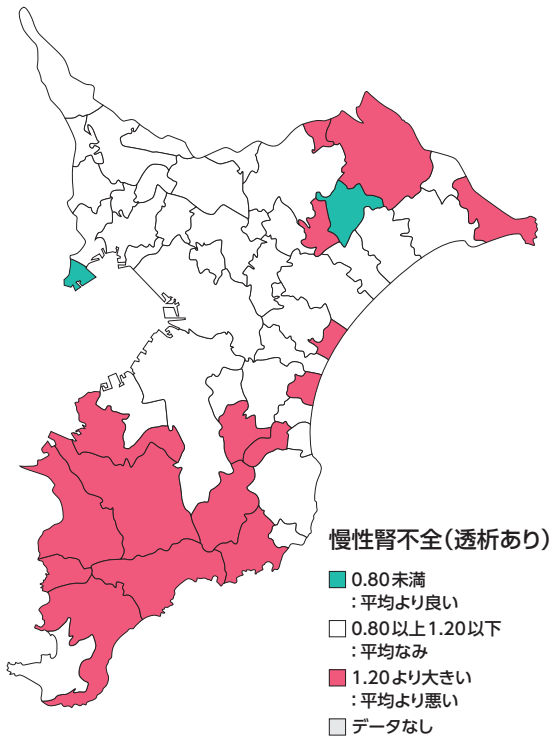 慢性腎不全（透析あり）
0.80未満
：平均より良い
0.80以上1.20以下
：平均なみ
1.20より大きい
：平均より悪い
データなし